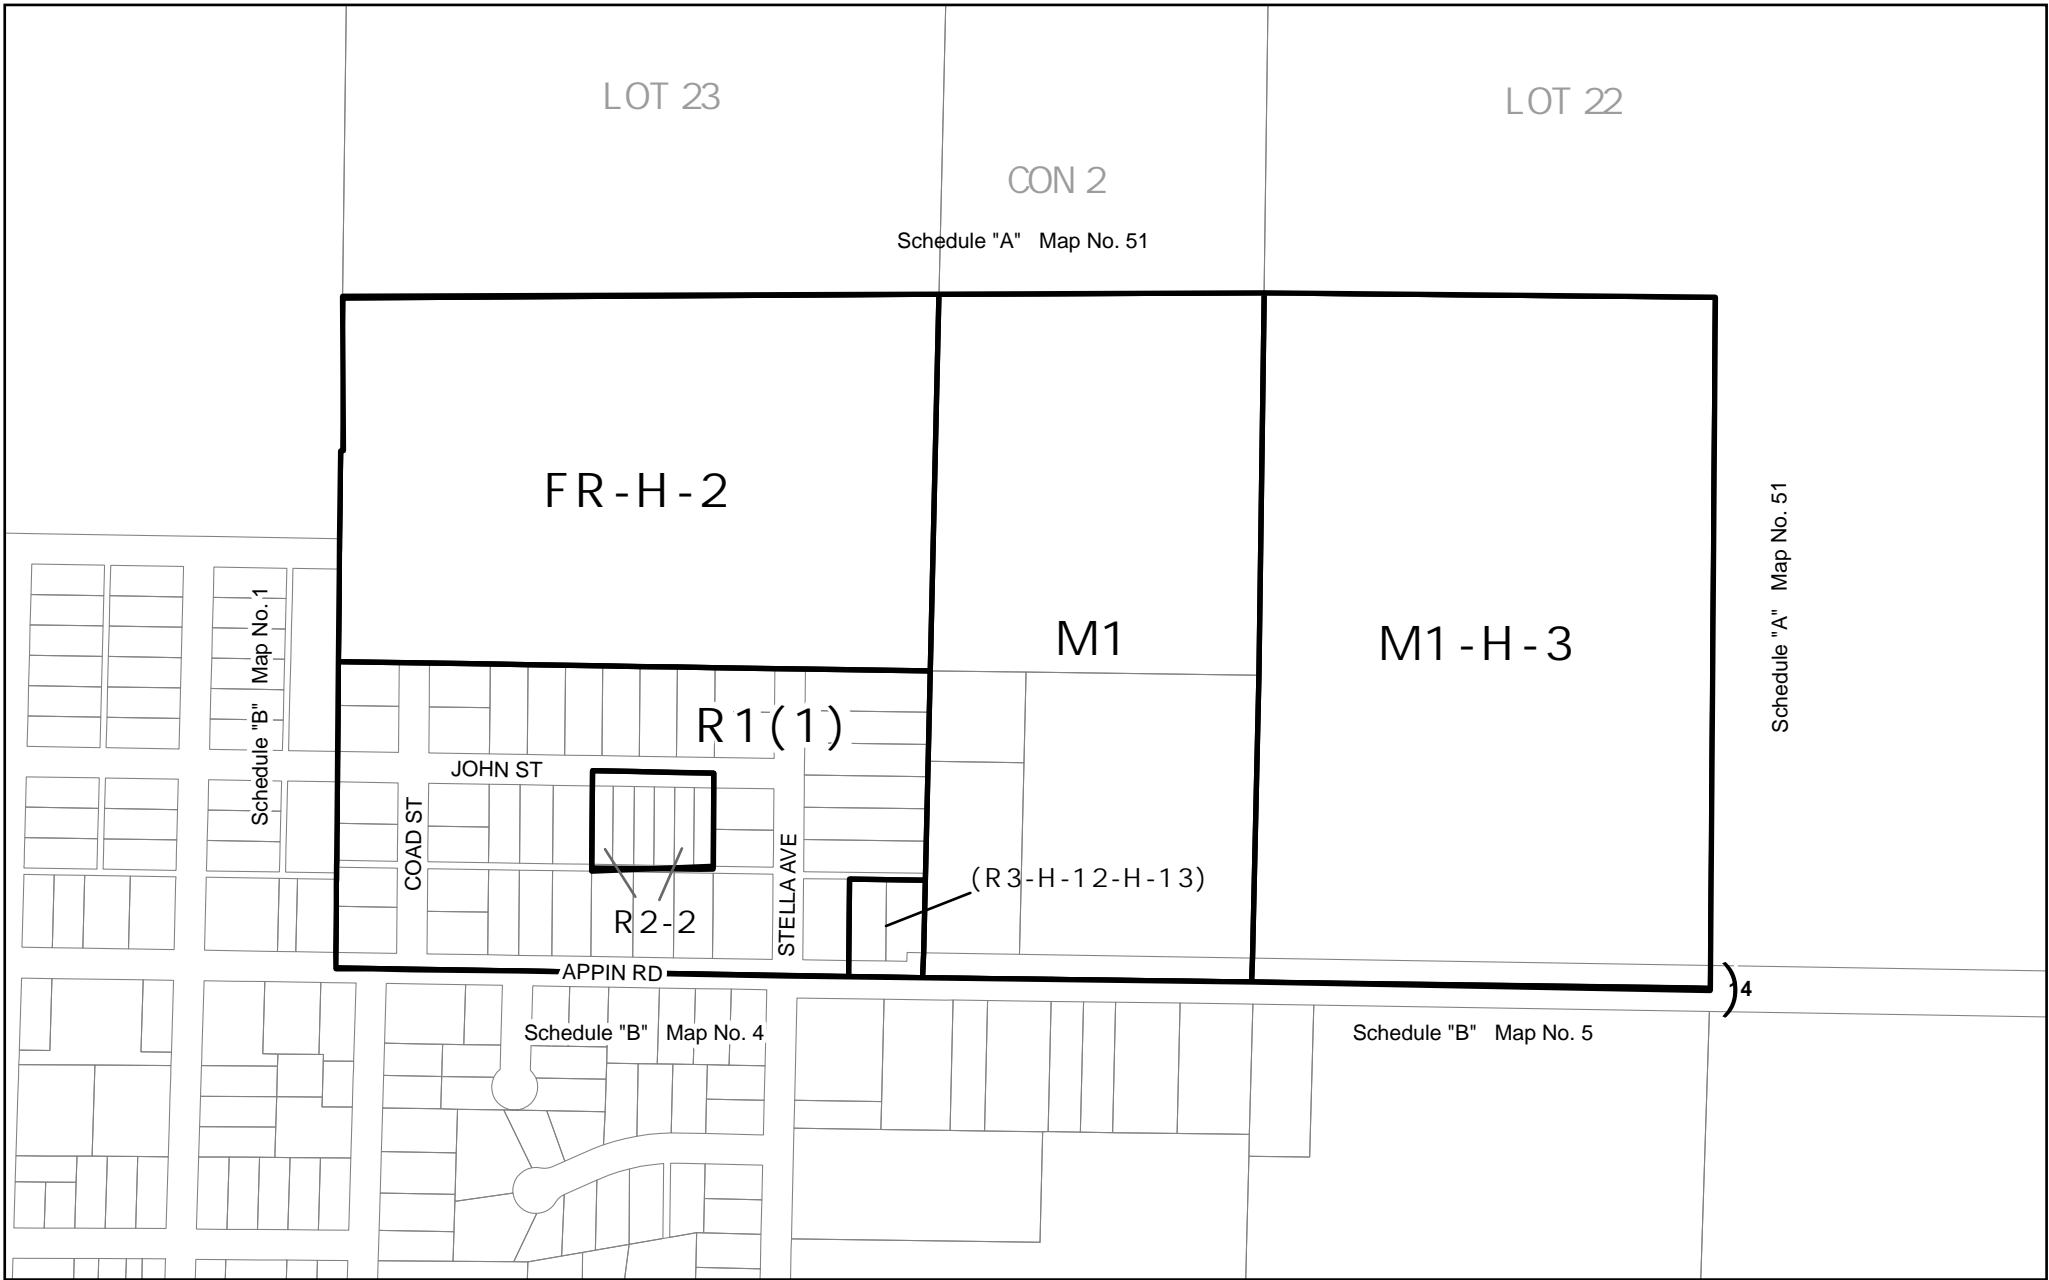 LOT 23
LOT 22
CON 2
Schedule "A" Map No. 51
FR-H-2
M1
M1-H-3
Schedule "A" Map No. 51
Schedule "B" Map No. 1
R1(1)
JOHN ST
COAD ST
STELLA AVE
(R3-H-12-H-13)
R2-2
APPIN RD
Schedule "B" Map No. 4
Schedule "B" Map No. 5